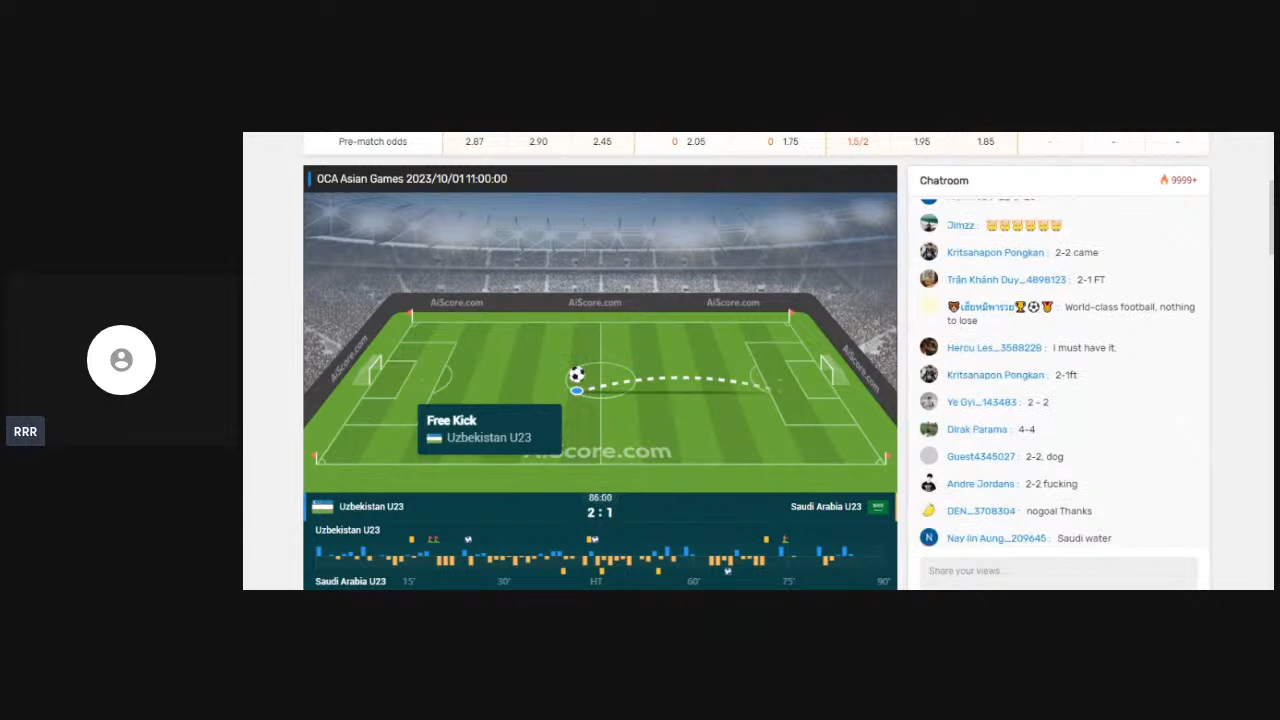 Pre-match odds 2.87 2.90 2.45 0 2.05 0 1.75 1.5/2 1.95 1.85 - - -
OCA Asian Games 2023/10/01 11:00:00
Chatroom 9999+
Jimzz :
Kritsanapon Pongkan : 2-2 came
Trần Khánh Duy_4898123 : 2-1 FT
AiScore.com AiScore.com AiScore.com
AiScore.com
AiScore.com
World-class football, nothing
to lose
Hercu Les_3588228 : I must have it.
Kritsanapon Pongkan : 2-1ft
Ye Gyi_143483 : 2 - 2
Free Kick
Uzbekistan U23
AiScore.com
Dirak Parama : 4-4
RRR
Guest4345027 : 2-2, dog
Andre Jordans : 2-2 fucking
86:00
Uzbekistan U23 2 : 1 Saudi Arabia U23
DEN_3708304 : nogoal Thanks
Uzbekistan U23
N Nay lin Aung_209645 : Saudi water
Share your views...
Saudi Arabia U23 15' 30' HT 60' 75' 90'